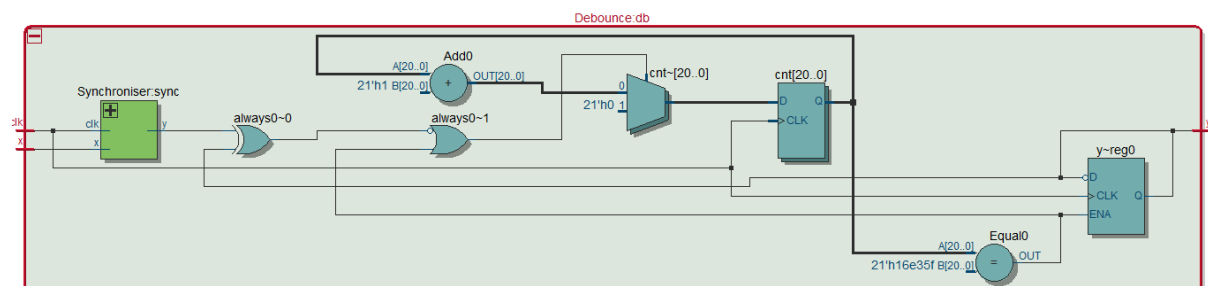 Debounce:db
Add0
A[20..0]
OUT[20..0]
21'h1 B[20..0]
cnt~[20..0]
0
21'h0
1
cnt[20..0]
D
Q
CLK
Synchroniser:sync
clk
y
x
always0~0
always0~1
+
clk
x
y
y~reg0
D
CLK
Q
ENA
Equal0
A[20..0]
OUT
21'h16e35f B[20..0]
=